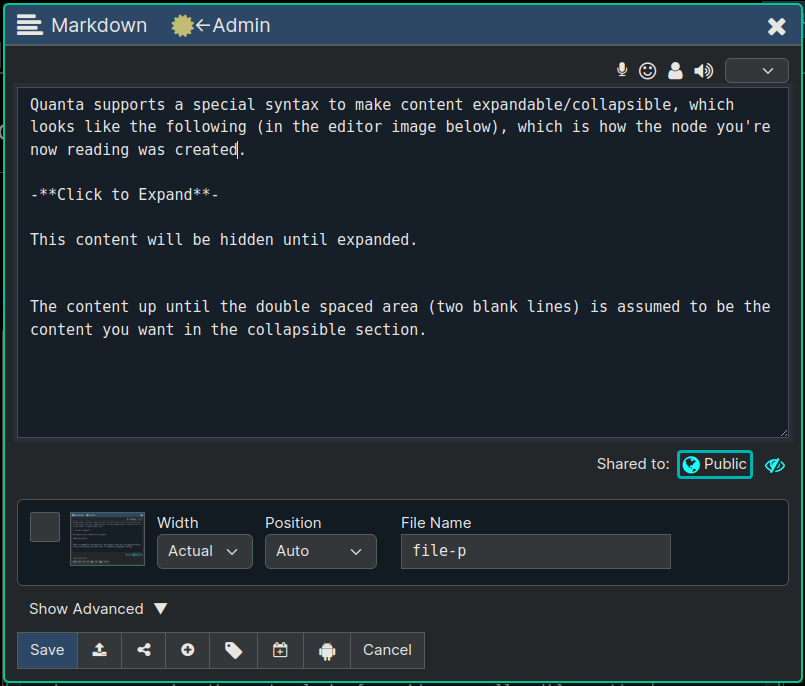 Markdown
←Admin
Quanta supports a special syntax to make content expandable/collapsible, which
looks like the following (in the editor image below), which is how the node you're
now reading was created.
-**Click to Expand**-
This content will be hidden until expanded.
The content up until the double spaced area (two blank lines) is assumed to be the
content you want in the collapsible section.
Shared to: Public
Width Position File Name
Actual Auto file-p
Show Advanced
Save Cancel